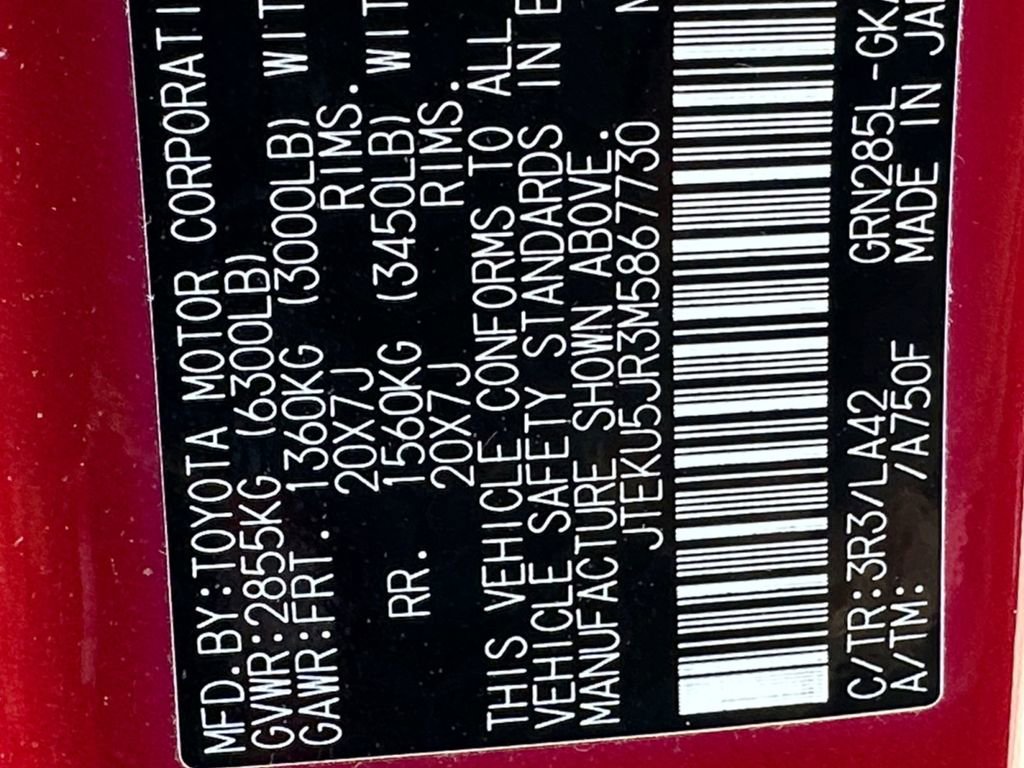 MFD.BY:TOYOTA MOTOR CORPORATI
GVWR:2855KG (6300LB)
GAWR:FRT. 1360KG (3000LB) WIT
20X7J RIMS.
RR. 1560KG (3450LB) WIT
20X7J RIMS.
THIS VEHICLE CONFORMS TO ALL
VEHICLE SAFETY STANDARDS IN E
MANUFACTURE SHOWN ABOVE.
JTEKU5JR3M5867730
C/TR:3R3/LA42 GRN285L-GKA
A/TM: /A750F MADE IN JAP